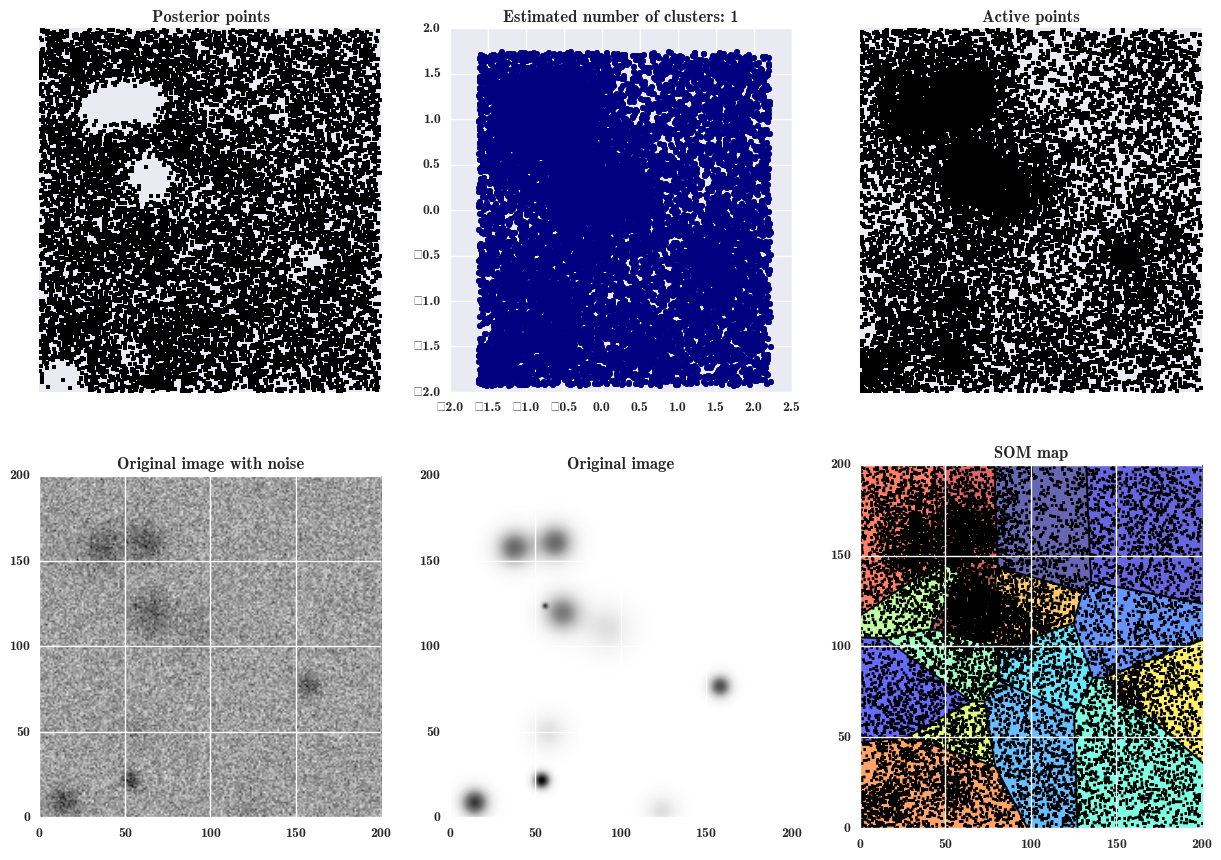 Posterior points
Estimated number of clusters: 1
Active points
2.0
1.5
1.0
0.5
0.0
□0.5
□1.0
□1.5
□2.0
□2.0 □1.5 □1.0 □0.5 0.0 0.5 1.0 1.5 2.0 2.5
Original image with noise
Original image
SOM map
200
150
100
50
0
0 50 100 150 200
200
150
100
50
0
0 50 100 150 200
200
150
100
50
0
0 50 100 150 200